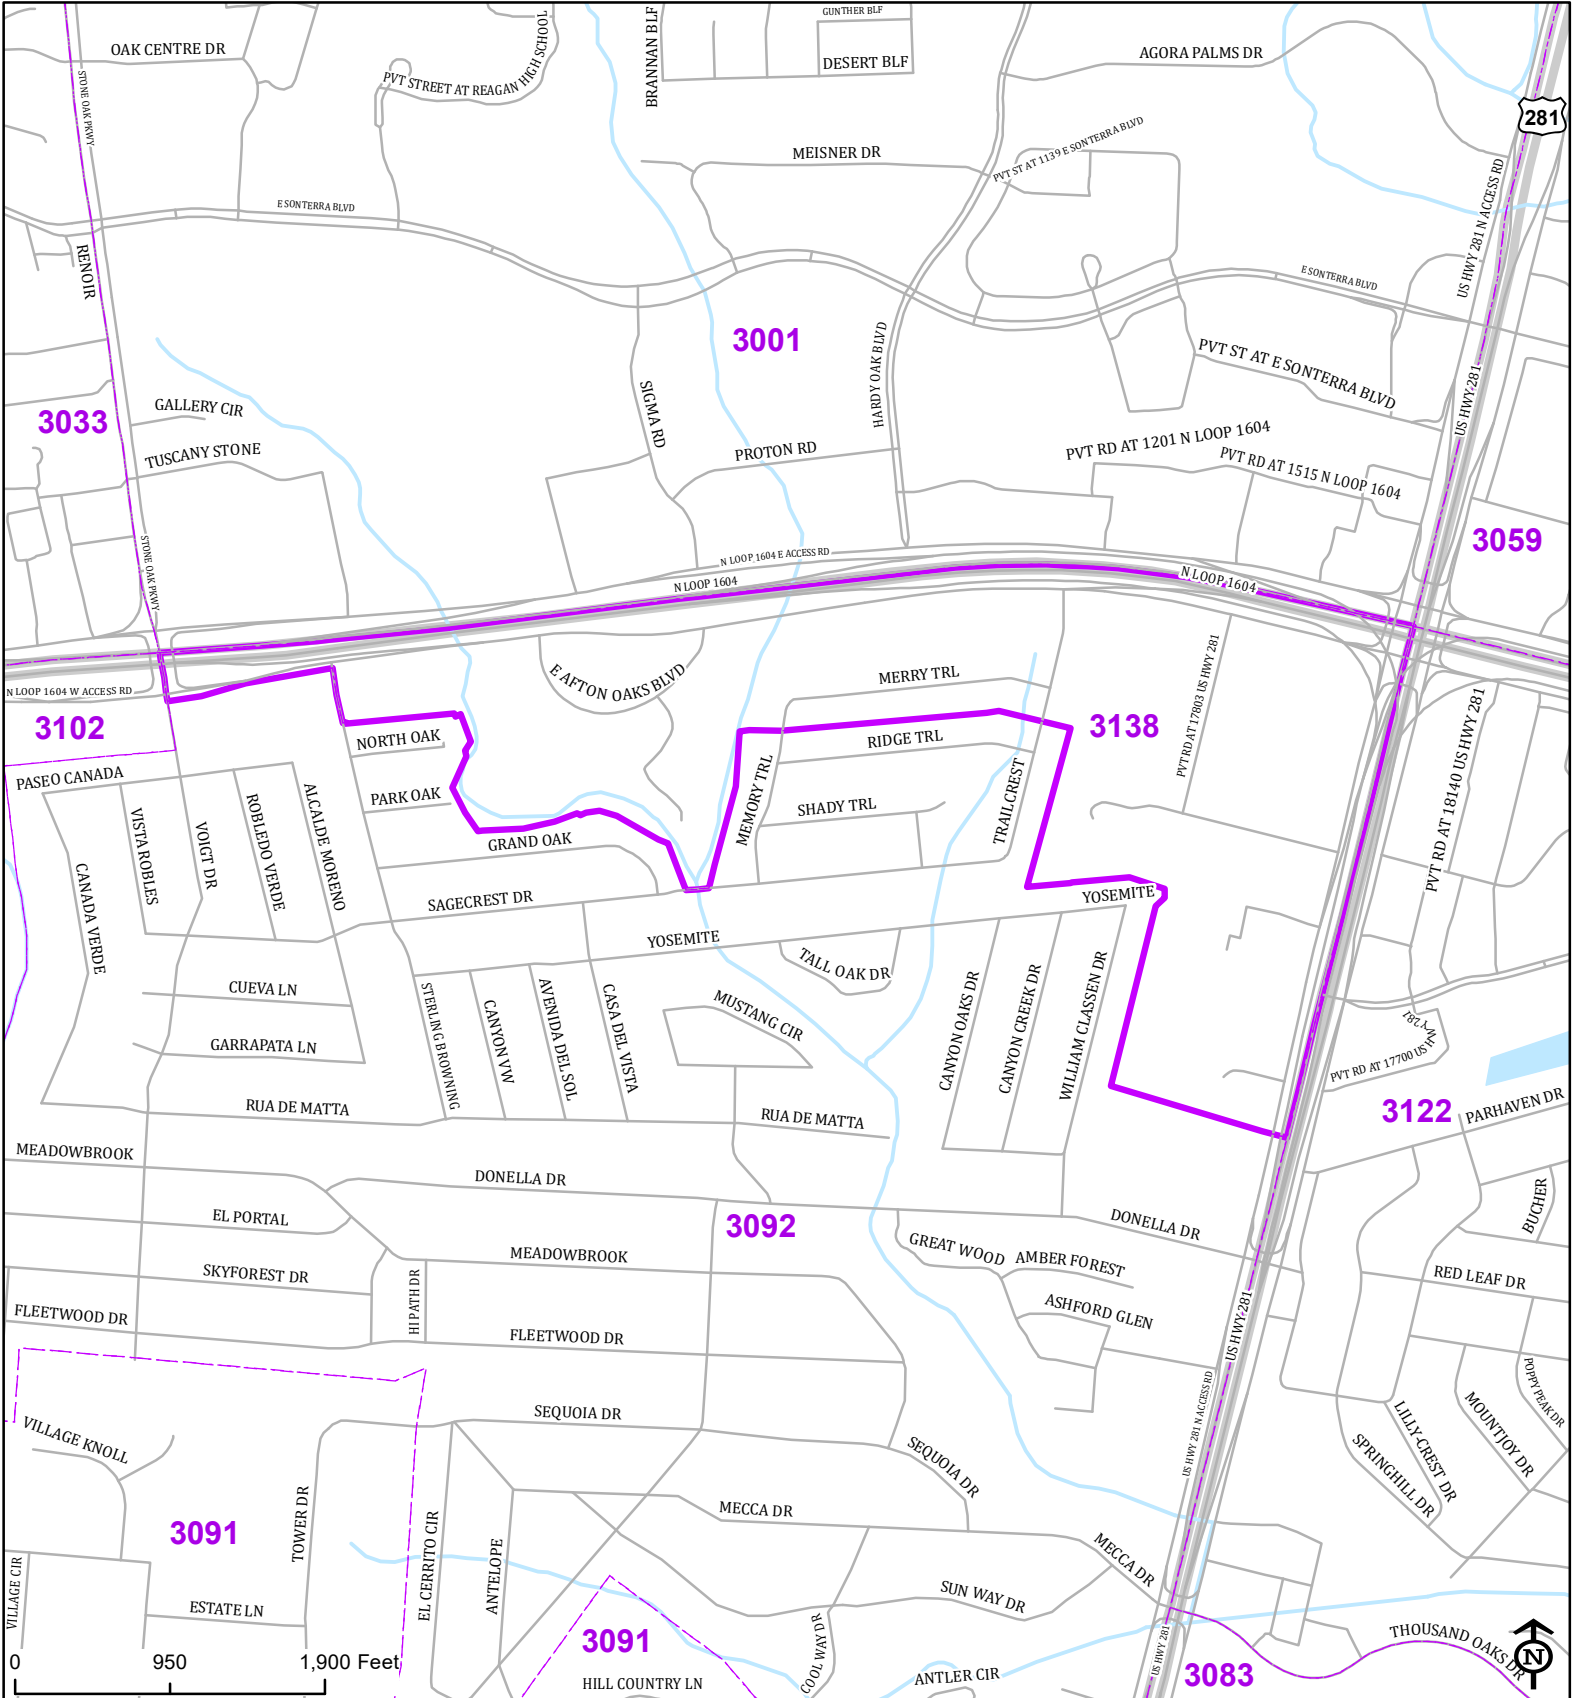 GUNTHER BLF
OAK CENTRE DR
BRANNAN BLF
DESERT BLF
AGORA PALMS DR
PVT STREET AT REAGAN HIGH SCHOOL
STONE OAK PKWY
281
MEISNER DR
PVT ST AT 1139 E SONTERRA BLVD
US HWY 281 N ACCESS RD
E SONTERRA BLVD
RENOIR
E SONTERRA BLVD
3001
HARDY OAK BLVD
PVT ST AT E SONTERRA BLVD
US HWY 281
3033
GALLERY CIR
SIGMA RD
TUSCANY STONE
PROTON RD
PVT RD AT 1201 N LOOP 1604
PVT RD AT 1515 N LOOP 1604
STONE OAK PKWY
3059
N LOOP 1604 E ACCESS RD
N LOOP 1604
N LOOP 1604
N LOOP 1604 W ACCESS RD
E AFTON OAKS BLVD
MERRY TRL
PVT RD AT 17803 US HWY 281
3102
3138
NORTH OAK
RIDGE TRL
PVT RD AT 18140 US HWY 281
PASEO CANADA
PARK OAK
MEMORY TRL
SHADY TRL
TRAILCREST
VISTA ROBLES
VOIGT DR
ROBLEDO VERDE
ALCALDE MORENO
GRAND OAK
CANADA VERDE
SAGECREST DR
YOSEMITE
YOSEMITE
TALL OAK DR
CUEVA LN
STERLING BROWNING
CANYON VW
AVENIDA DEL SOL
CASA DEL VISTA
MUSTANG CIR
CANYON OAKS DR
CANYON CREEK DR
WILLIAM CLASSEN DR
GARRAPATA LN
PVT RD AT 17700 US HWY 281
RUA DE MATTA
RUA DE MATTA
3122
PARHAVEN DR
MEADOWBROOK
DONELLA DR
EL PORTAL
3092
DONELLA DR
BUCHER
MEADOWBROOK
GREAT WOOD
AMBER FOREST
SKYFOREST DR
HI PATH DR
RED LEAF DR
FLEETWOOD DR
FLEETWOOD DR
ASHFORD GLEN
US HWY 281
POPPY PEAK DR
SEQUOIA DR
US HWY 281 N ACCESS RD
LILLY-CREST DR
MOUNTJOY DR
VILLAGE KNOLL
SEQUOIA DR
SPRINGHILL DR
3091
TOWER DR
MECCA DR
EL CERRITO CIR
ANTELOPE
MECCA DR
VILLAGE CIR
ESTATE LN
SUN WAY DR
3091
COOL WAY DR
US HWY 281
THOUSAND OAKS DR
N
0 950 1,900 Feet
HILL COUNTRY LN
ANTLER CIR
3083